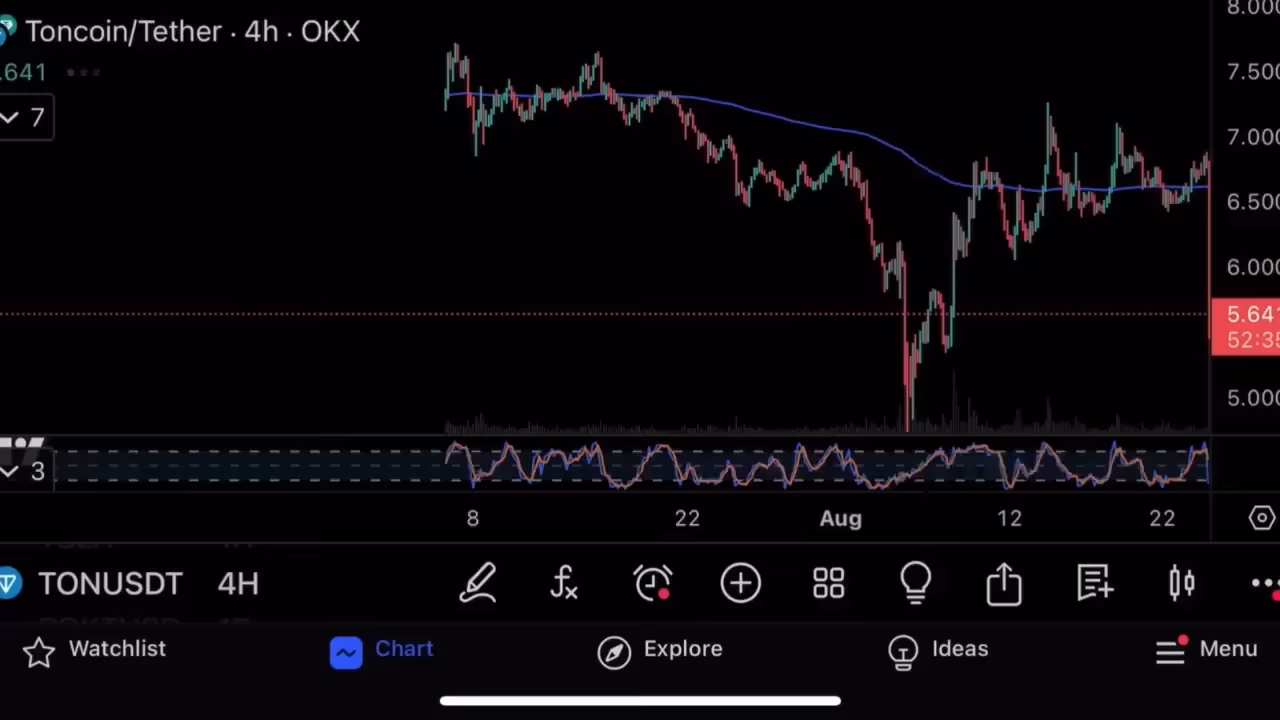 Toncoin/Tether · 4h · OKX
.641
7
8.000
7.500
7.000
6.500
6.000
5.641
52:35
5.000
3
8 22 Aug 12 22
TONUSDT 4H
Watchlist Chart Explore Ideas Menu